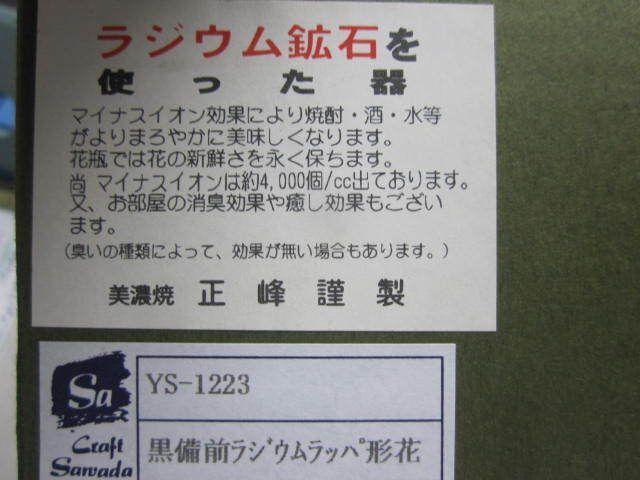 ラジウム鉱石を
使った器
マイナスイオン効果により焼酎・酒・水等
がよりまろやかに美味しくなります。
花瓶では花の新鮮さを永く保ちます。
尚 マイナスイオンは約4,000個/cc出ております。
又、お部屋の消臭効果や癒し効果もござい
ます。
(臭いの種類によって、効果が無い場合もあります。)
美濃焼 正峰謹製
Sa
Craft
Sawada
YS-1223
黒備前ラジウムラッパ形花